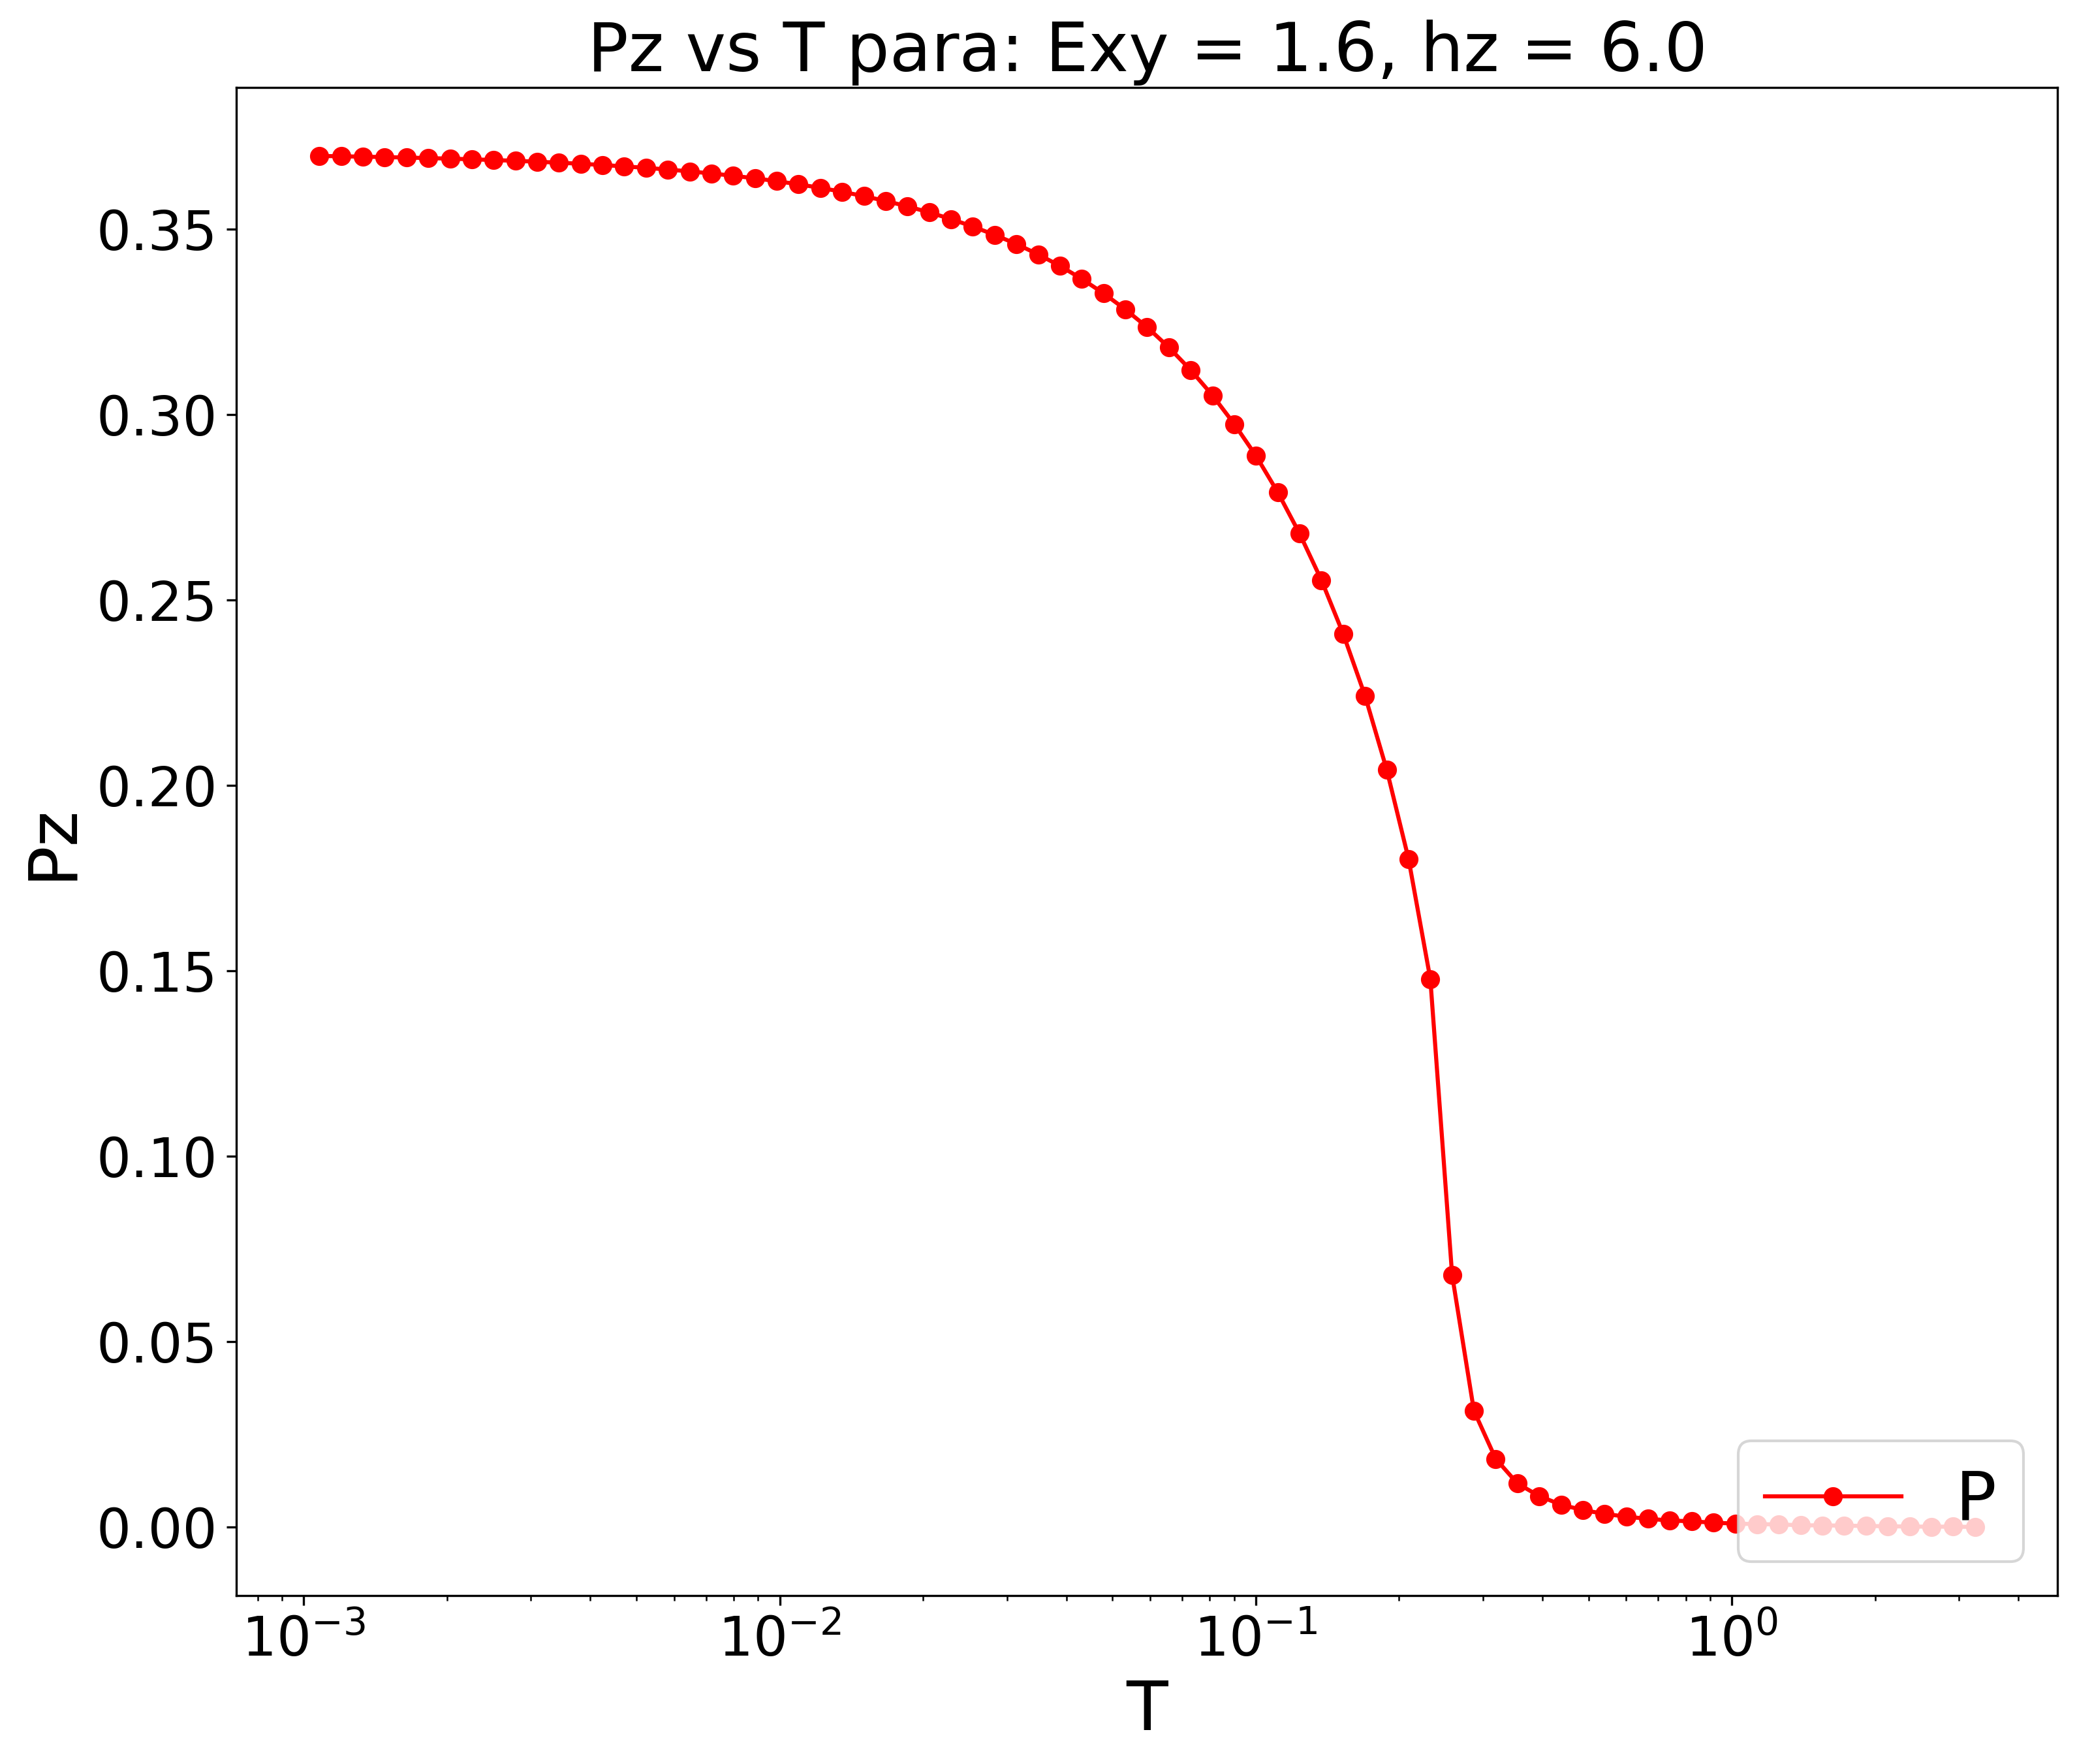 Pz vs T para: Exy = 1.6, hz = 6.0
Pz
0.35
0.30
0.25
0.20
0.15
0.10
0.05
0.00
P
10⁻³ 10⁻² 10⁻¹ 10⁰
T